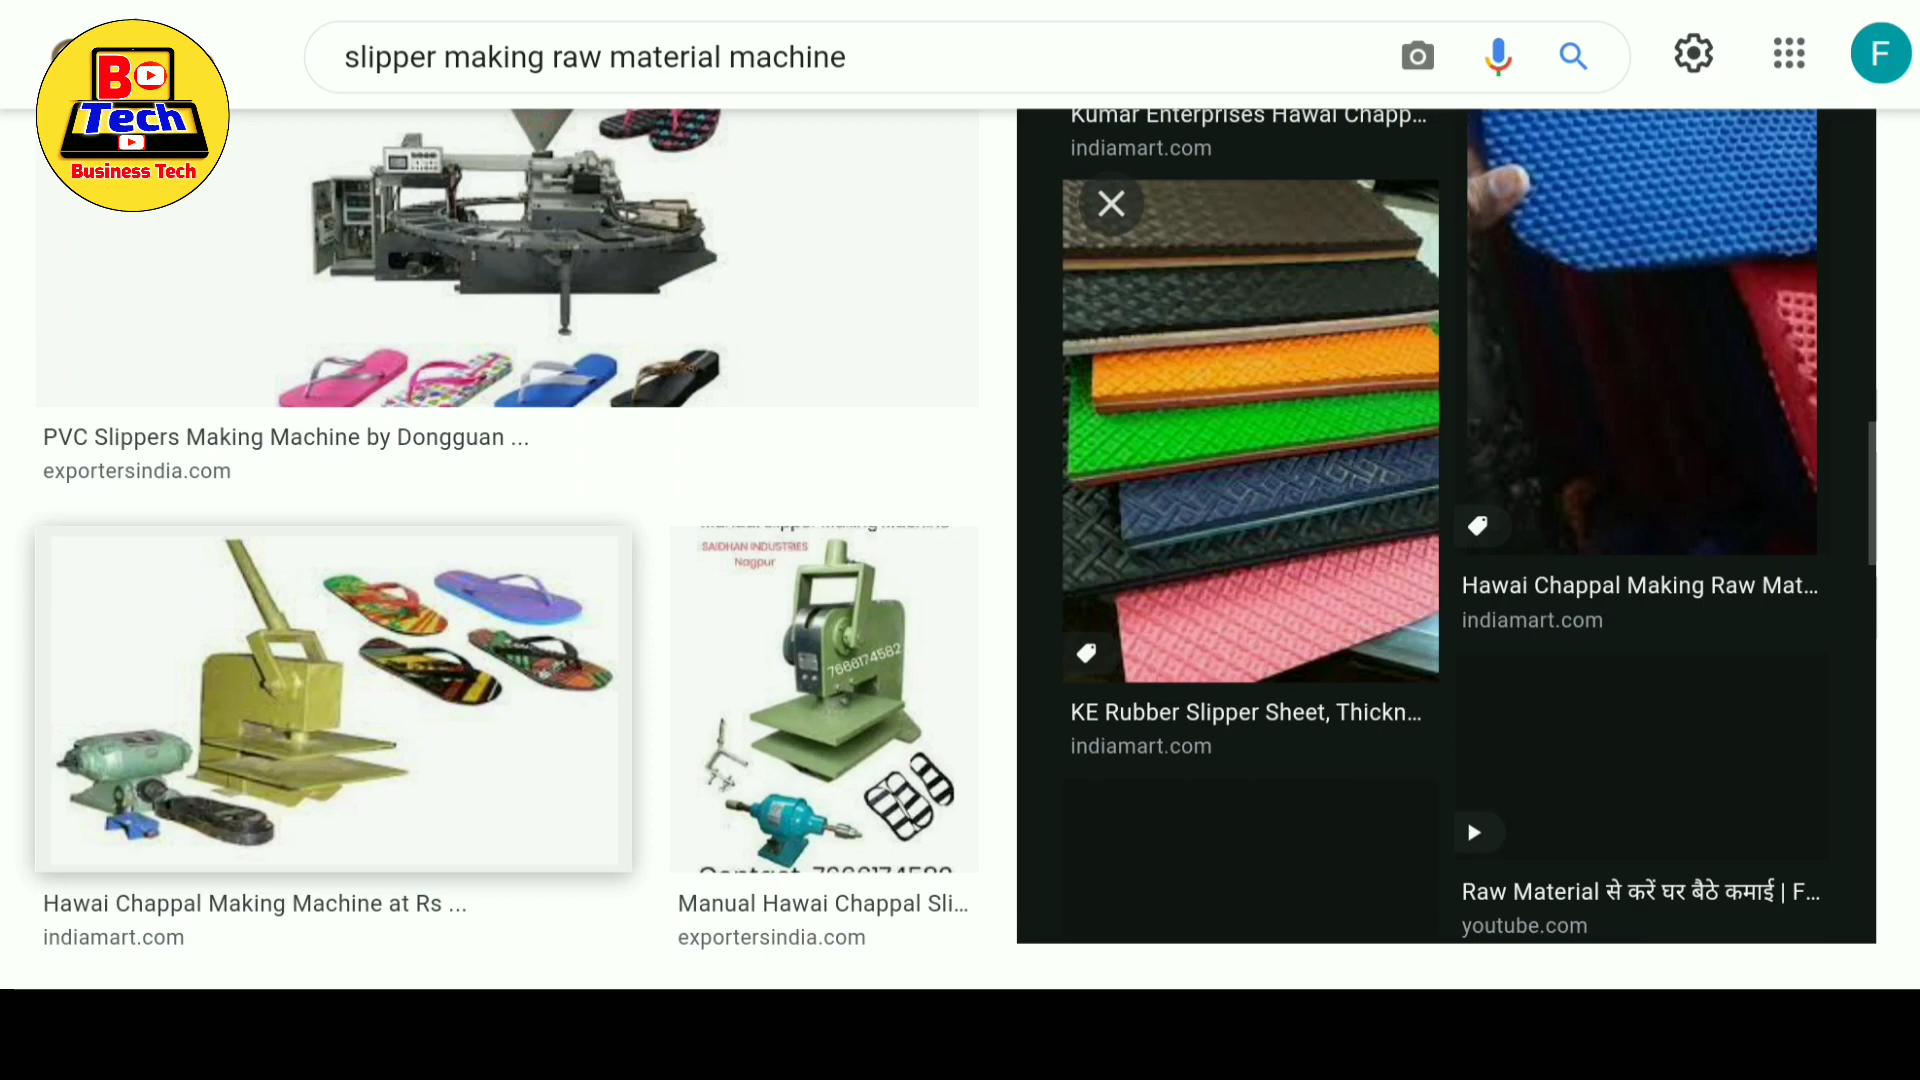 slipper making raw material machine
F
B
Tech
Business Tech
PVC Slippers Making Machine by Dongguan ...
exportersindia.com
SAIDHAN INDUSTRIES
Nagpur
7666174582
Hawai Chappal Making Machine at Rs ...
indiamart.com
Manual Hawai Chappal Sli...
exportersindia.com
Kumar Enterprises Hawai Chapp...
indiamart.com
KE Rubber Slipper Sheet, Thickn...
indiamart.com
Hawai Chappal Making Raw Mat...
indiamart.com
Raw Material से करें घर बैठे कमाई | F...
youtube.com